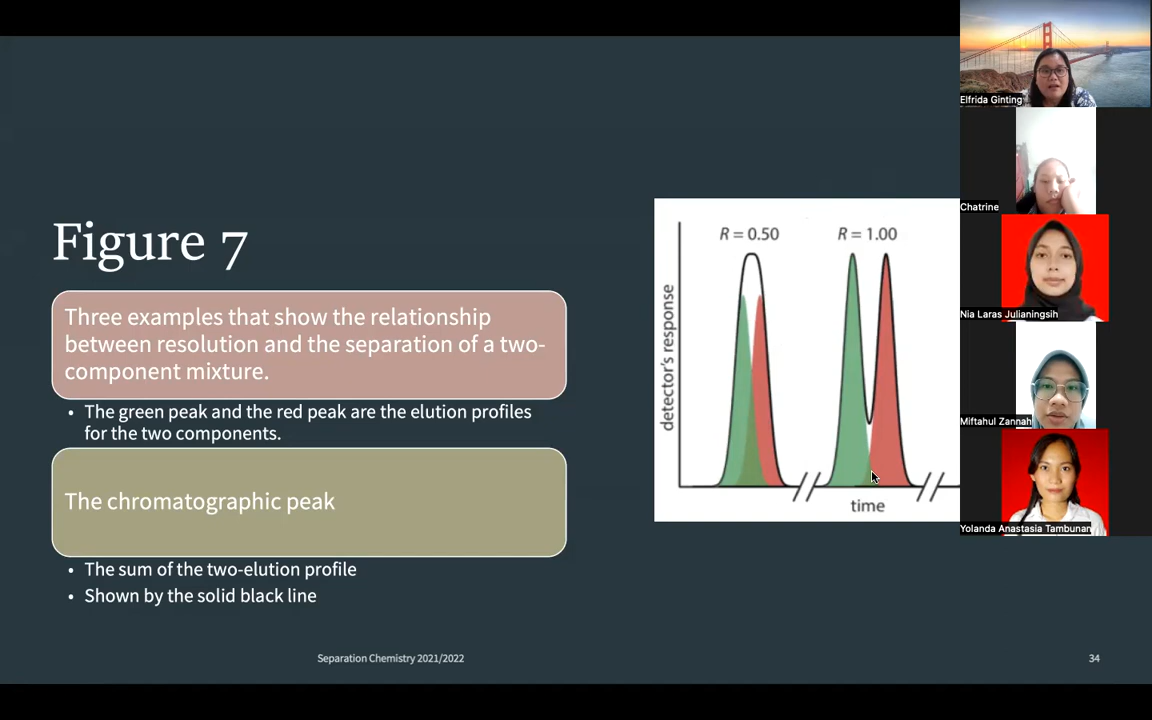 Figure 7
Three examples that show the relationship
between resolution and the separation of a two-
component mixture.
• The green peak and the red peak are the elution profiles
for the two components.
The chromatographic peak
• The sum of the two-elution profile
• Shown by the solid black line
R = 0.50
R = 1.00
detector's response
time
Separation Chemistry 2021/2022
34
Elfrida Ginting
Chatrine
Nia Laras Julianingsih
Miftahul Zannah
Yolanda Anastasia Tambunan